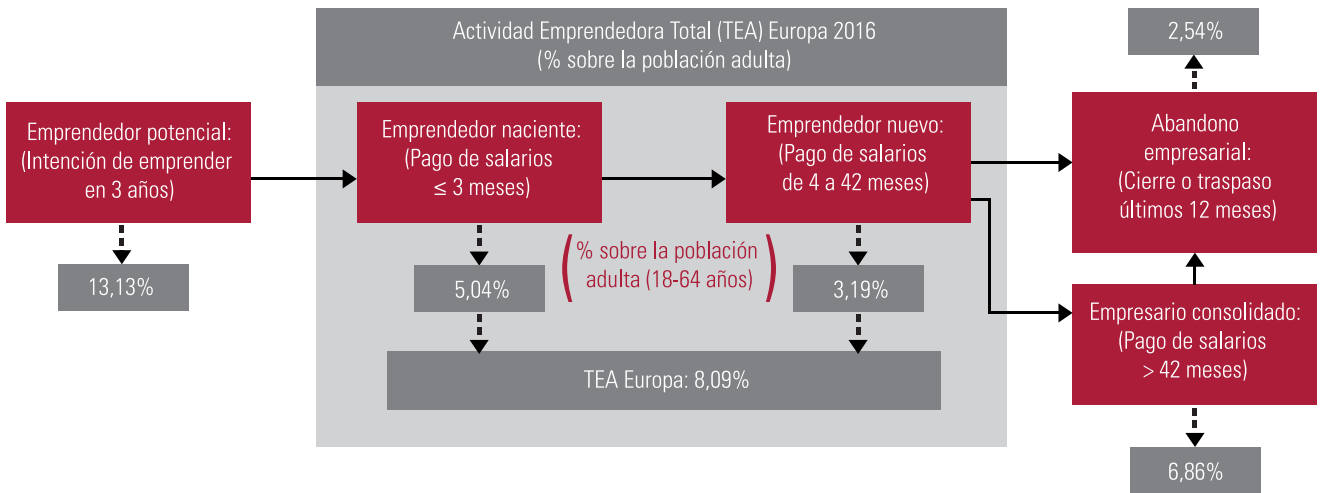 Actividad Emprendedora Total (TEA) Europa 2016
(% sobre la población adulta)
Emprendedor potencial:
(Intención de emprender
en 3 años)
13,13%
Emprendedor naciente:
(Pago de salarios
≤ 3 meses)
5,04%
(% sobre la población
adulta (18-64 años))
Emprendedor nuevo:
(Pago de salarios
de 4 a 42 meses)
3,19%
TEA Europa: 8,09%
2,54%
Abandono
empresarial:
(Cierre o traspaso
últimos 12 meses)
Empresario consolidado:
(Pago de salarios
> 42 meses)
6,86%